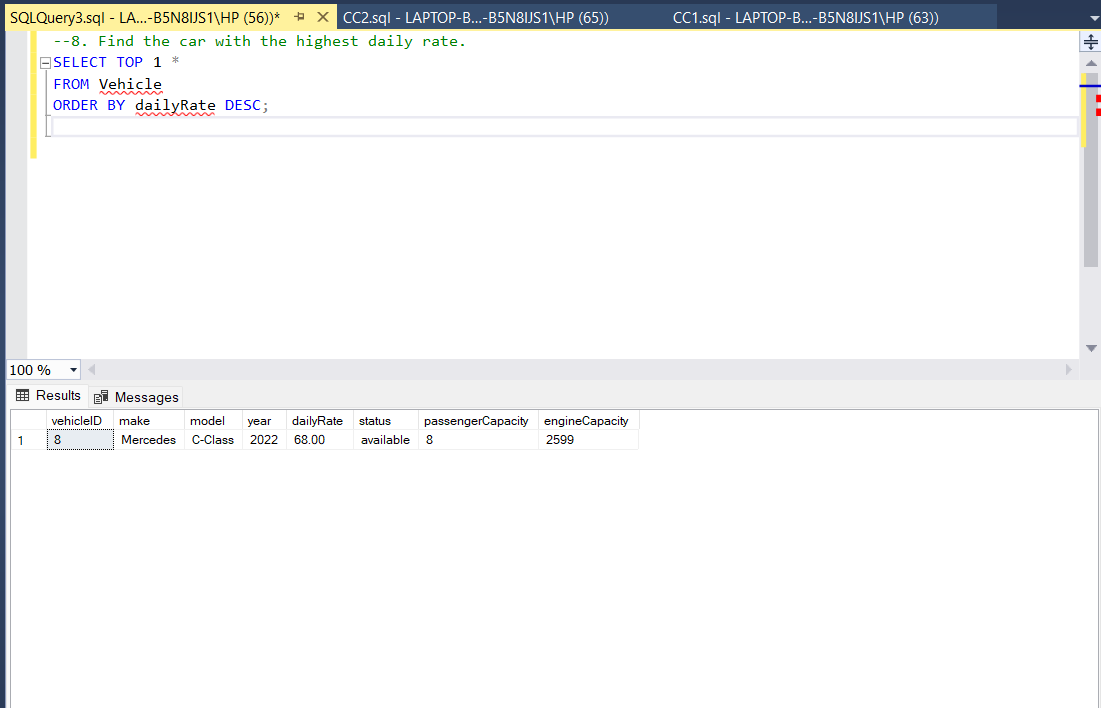 SQLQuery3.sql - LA...-B5N8IJS1\HP (56))* CC2.sql - LAPTOP-B...-B5N8IJS1\HP (65)) CC1.sql - LAPTOP-B...-B5N8IJS1\HP (63))
--8. Find the car with the highest daily rate.
SELECT TOP 1 *
FROM Vehicle
ORDER BY dailyRate DESC;
100 %
Results Messages
vehicleID make model year dailyRate status passengerCapacity engineCapacity
1 8 Mercedes C-Class 2022 68.00 available 8 2599